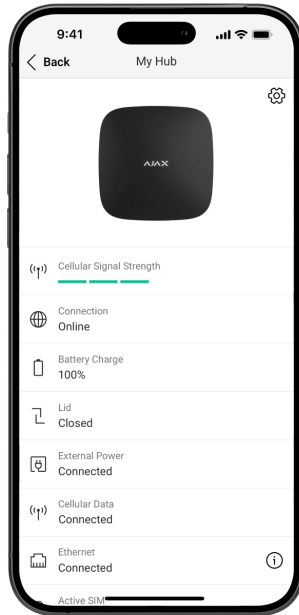 9:41
Back
My Hub
AJAX
Cellular Signal Strength
Connection
Online
Battery Charge
100%
Lid
Closed
External Power
Connected
Cellular Data
Connected
Ethernet
Connected
Active SIM